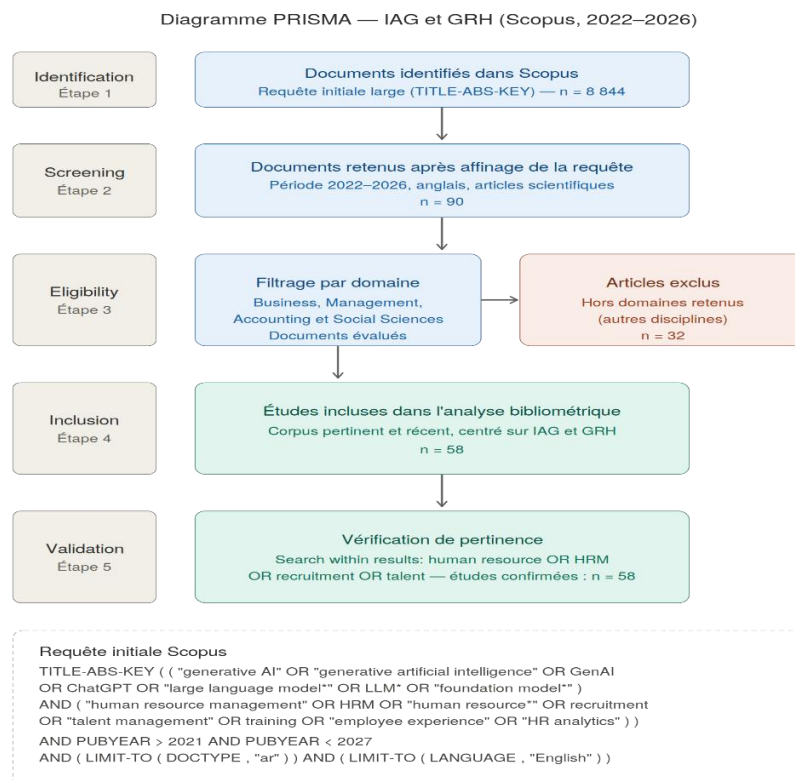 Diagramme PRISMA — IAG et GRH (Scopus, 2022–2026)
Identification
Étape 1
Documents identifiés dans Scopus
Requête initiale large (TITLE-ABS-KEY) — n = 8 844
Screening
Étape 2
Documents retenus après affinage de la requête
Période 2022–2026, anglais, articles scientifiques
n = 90
Eligibility
Étape 3
Filtrage par domaine
Business, Management,
Accounting et Social Sciences
Documents évalués
Articles exclus
Hors domaines retenus
(autres disciplines)
n = 32
Inclusion
Étape 4
Études incluses dans l'analyse bibliométrique
Corpus pertinent et récent, centré sur IAG et GRH
n = 58
Validation
Étape 5
Vérification de pertinence
Search within results: human resource OR HRM
OR recruitment OR talent — études confirmées : n = 58
Requête initiale Scopus
TITLE-ABS-KEY ( ( "generative AI" OR "generative artificial intelligence" OR GenAI
OR ChatGPT OR "large language model*" OR LLM* OR "foundation model*" )
AND ( "human resource management" OR HRM OR "human resource*" OR recruitment
OR "talent management" OR training OR "employee experience" OR "HR analytics" ) )
AND PUBYEAR > 2021 AND PUBYEAR < 2027
AND ( LIMIT-TO ( DOCTYPE , "ar" ) ) AND ( LIMIT-TO ( LANGUAGE , "English" ) )